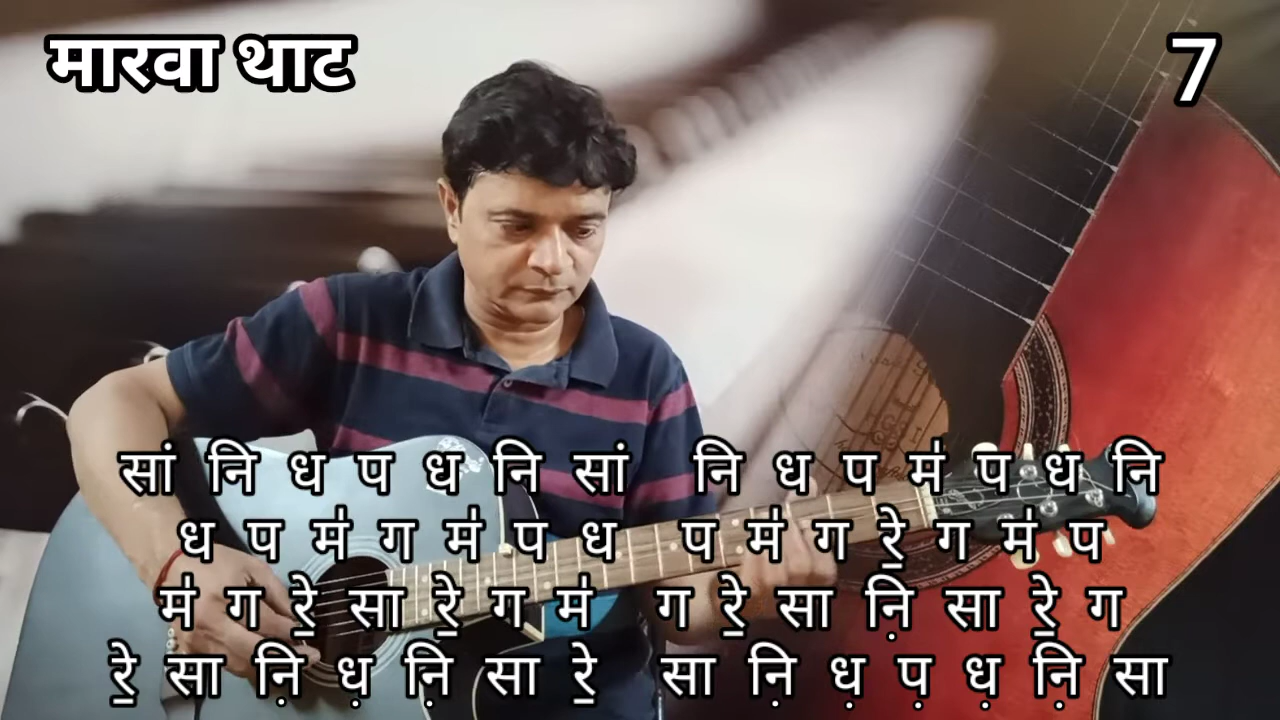 मारवा थाट
7
सां नि ध प ध नि सां नि ध प म॑ प ध नि
ध प म॑ ग म॑ प ध प म॑ ग रे॒ ग म॑ प
म॑ ग रे॒ सा रे॒ ग म॑ ग रे॒ सा नि़ सा रे॒ ग
रे॒ सा नि़ ध़ नि़ सा रे॒ सा नि़ ध़ प़ ध़ नि़ सा